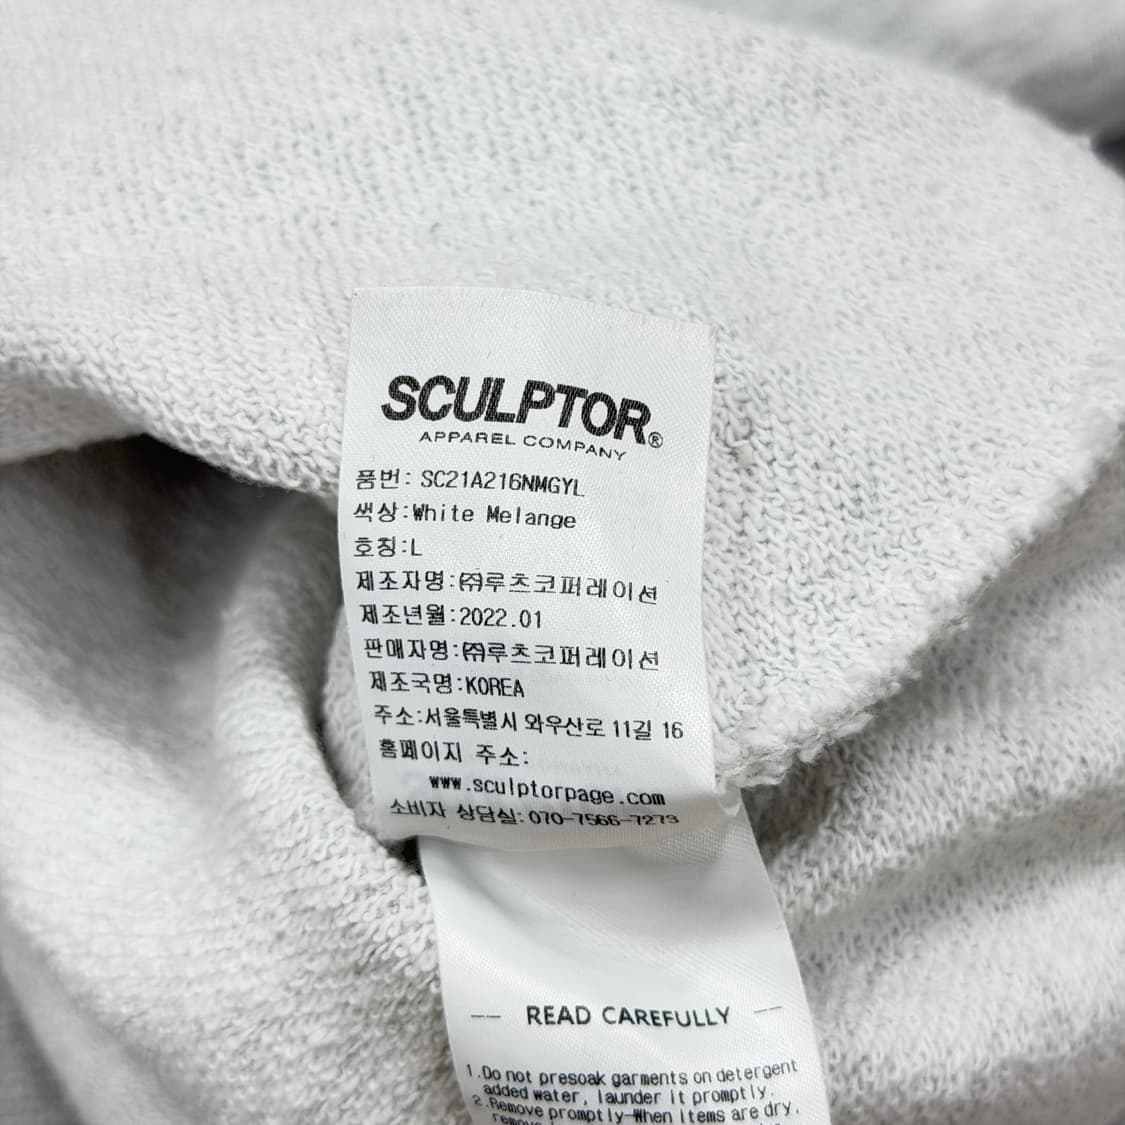 SCULPTOR®
APPAREL COMPANY
품번: SC21A216NMGYL
색상:White Melange
호칭:L
제조자명:㈜루츠코퍼레이션
제조년월:2022.01
판매자명:㈜루츠코퍼레이션
제조국명:KOREA
주소:서울특별시 와우산로 11길 16
홈페이지 주소:
www.sculptorpage.com
소비자 상담실: 070-7566-7273
READ CAREFULLY
1.Do not presoak garments on detergent
added water, launder it promptly.
2.Remove promptly-When items are dry,